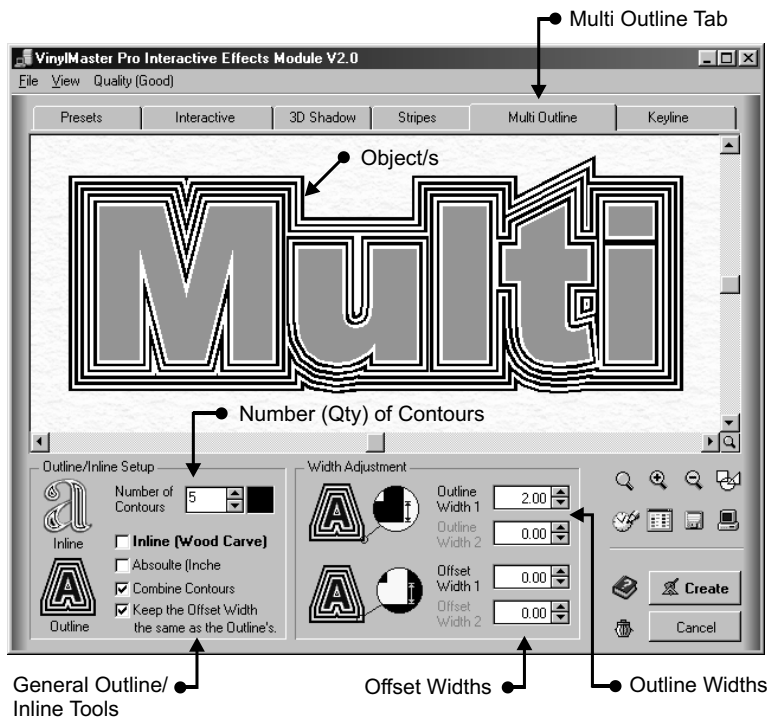 Multi Outline Tab
VinylMaster Pro Interactive Effects Module V2.0
File View Quality (Good)
Presets Interactive 3D Shadow Stripes Multi Outline Keyline
Object/s
Multi
Number (Qty) of Contours
Outline/Inline Setup
a
Inline
A
Outline
Number of
Contours
5
Inline (Wood Carve)
Absoulte (Inche
Combine Contours
Keep the Offset Width
the same as the Outline's.
Width Adjustment
A
Outline
Width 1
2.00
Outline
Width 2
0.00
A
Offset
Width 1
0.00
Offset
Width 2
0.00
Create
Cancel
General Outline/
Inline Tools
Offset Widths
Outline Widths